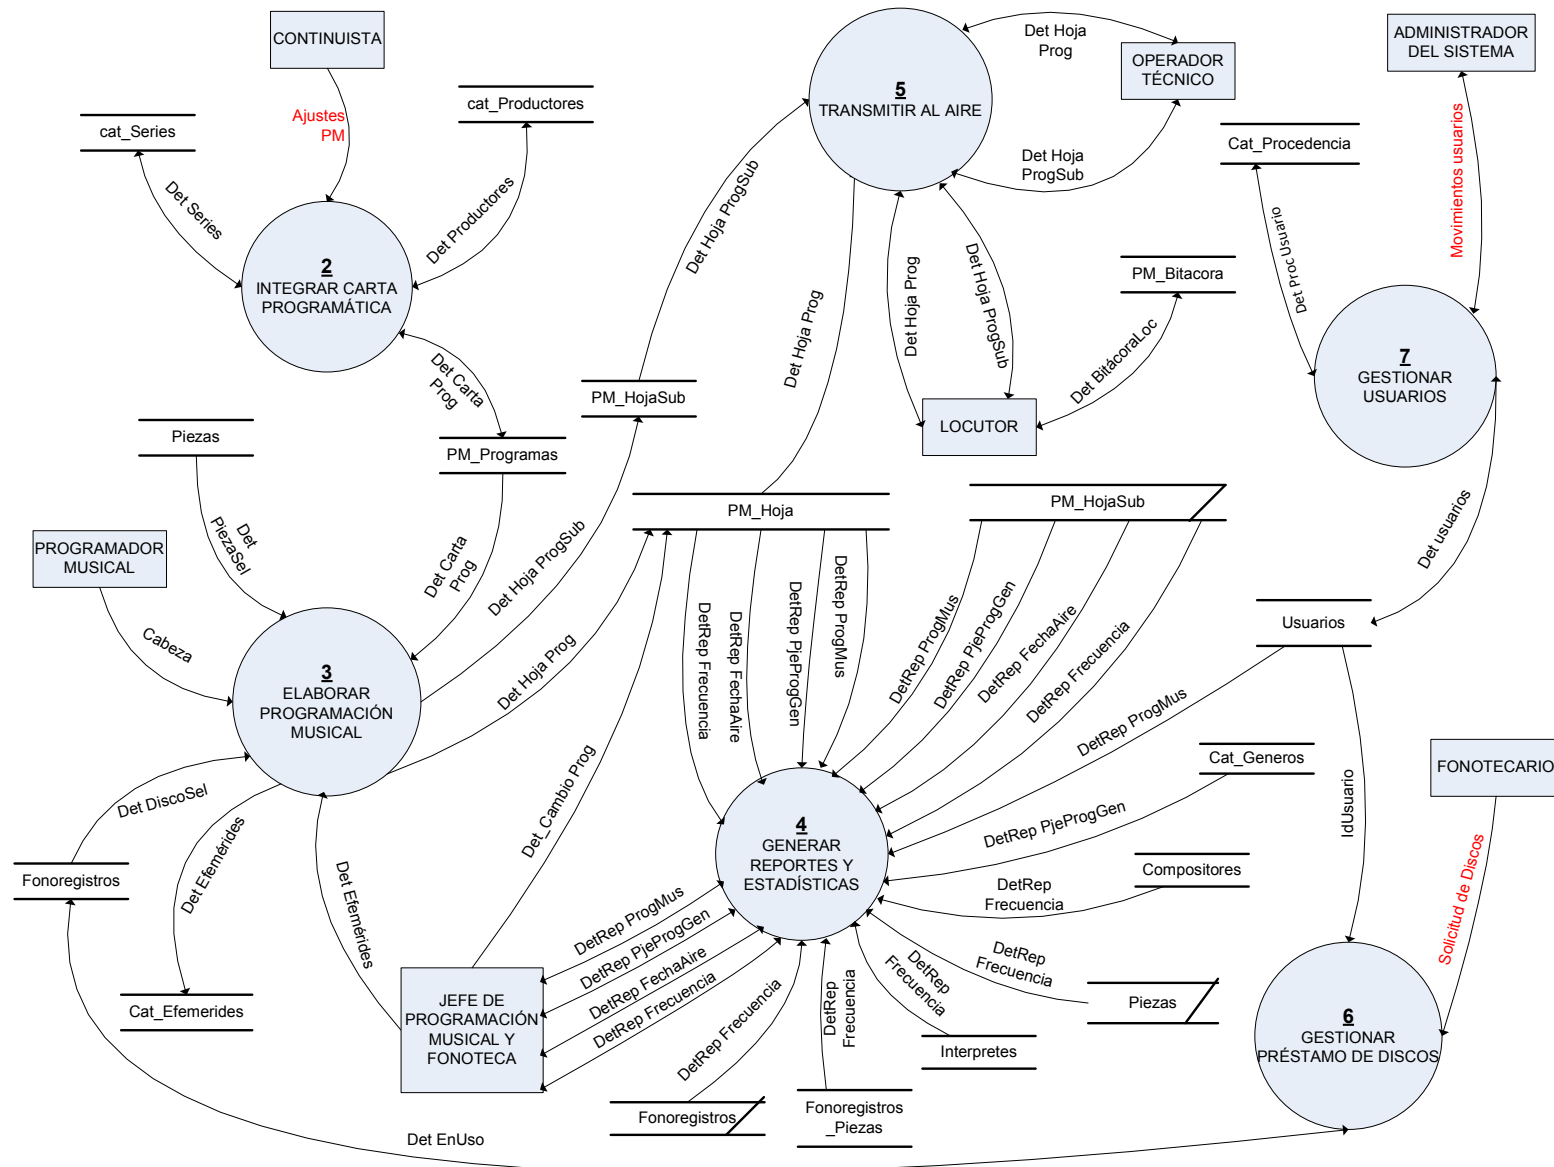 CONTINUISTA
Ajustes
PM
cat_Series
cat_Productores
Det Series
Det Productores
2
INTEGRAR CARTA
PROGRAMÁTICA
Det Carta
Prog
PM_Programas
Piezas
Det
PiezaSel
PROGRAMADOR
MUSICAL
Cabeza
Det Carta
Prog
3
ELABORAR
PROGRAMACIÓN
MUSICAL
Det DiscoSel
Fonoregistros
Det Efemérides
Cat_Efemerides
Det Efemérides
Det Hoja ProgSub
Det Hoja Prog
PM_HojaSub
Det Hoja ProgSub
5
TRANSMITIR AL AIRE
Det Hoja
Prog
OPERADOR
TÉCNICO
Det Hoja
ProgSub
Det Hoja Prog
Det Hoja Prog
Det Hoja ProgSub
LOCUTOR
PM_Bitacora
Det BitácoraLoc
ADMINISTRADOR
DEL SISTEMA
Movimientos usuarios
Cat_Procedencia
Det Proc Usuario
7
GESTIONAR
USUARIOS
Det usuarios
Usuarios
PM_Hoja
PM_HojaSub
DetRep Frecuencia
DetRep FechaAire
DetRep PjeProgGen
DetRep ProgMus
DetRep ProgMus
DetRep PjeProgGen
DetRep FechaAire
DetRep Frecuencia
DetRep ProgMus
Cat_Generos
DetRep PjeProgGen
Compositores
DetRep
Frecuencia
4
GENERAR
REPORTES Y
ESTADÍSTICAS
Det_Cambio Prog
DetRep ProgMus
DetRep PjeProgGen
DetRep FechaAire
DetRep Frecuencia
JEFE DE
PROGRAMACIÓN
MUSICAL Y
FONOTECA
DetRep Frecuencia
Fonoregistros
DetRep
Frecuencia
Fonoregistros
_Piezas
DetRep
Frecuencia
Interpretes
DetRep
Frecuencia
Piezas
IdUsuario
FONOTECARIO
Solicitud de Discos
6
GESTIONAR
PRÉSTAMO DE DISCOS
Det EnUso